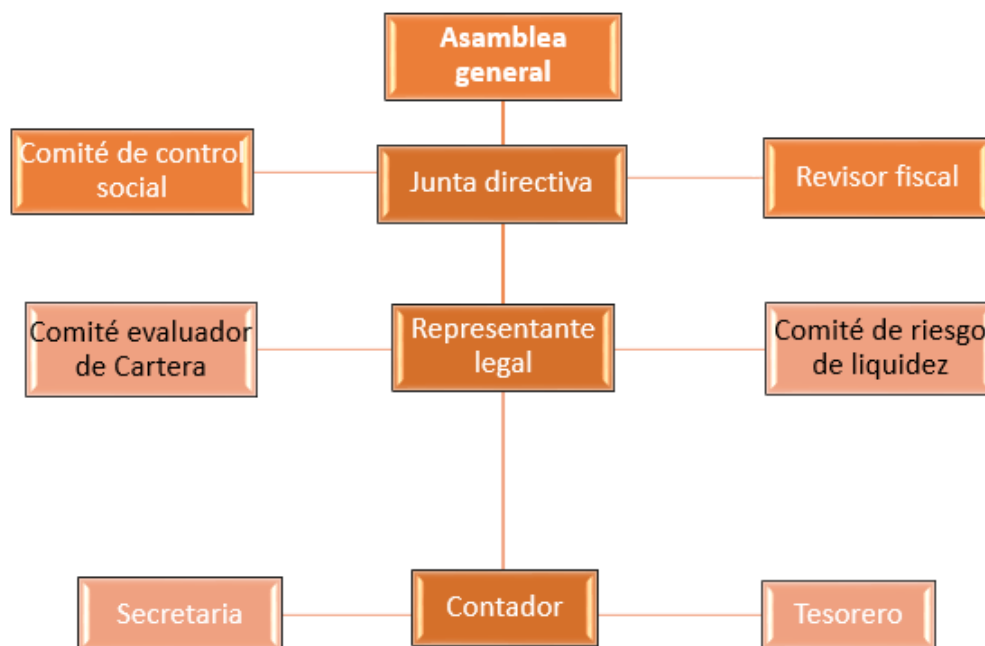 Asamblea
general
Comité de control
social
Junta directiva
Revisor fiscal
Comité evaluador
de Cartera
Representante
legal
Comité de riesgo
de liquidez
Secretaria
Contador
Tesorero